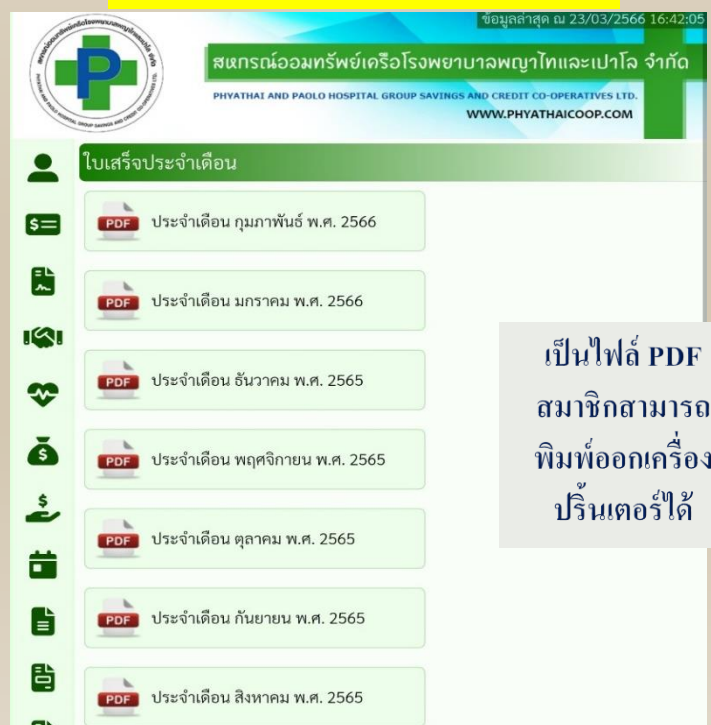 ข้อมูลล่าสุด ณ 23/03/2566 16:42:05
P
สหกรณ์ออมทรัพย์เครือโรงพยาบาลพญาไทและเปาโล จำกัด
PHYATHAI AND PAOLO HOSPITAL GROUP SAVINGS AND CREDIT CO-OPERATIVES LTD.
WWW.PHYATHAICOOP.COM
ใบเสร็จประจำเดือน
PDF ประจำเดือน กุมภาพันธ์ พ.ศ. 2566
PDF ประจำเดือน มกราคม พ.ศ. 2566
PDF ประจำเดือน ธันวาคม พ.ศ. 2565
PDF ประจำเดือน พฤศจิกายน พ.ศ. 2565
PDF ประจำเดือน ตุลาคม พ.ศ. 2565
PDF ประจำเดือน กันยายน พ.ศ. 2565
PDF ประจำเดือน สิงหาคม พ.ศ. 2565
เป็นไฟล์ PDF
สมาชิกสามารถ
พิมพ์ออกเครื่อง
ปริ้นเตอร์ได้